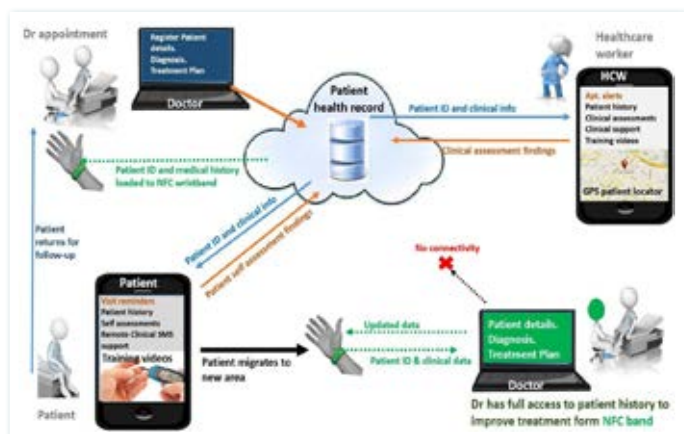 Dr appointment
Register Patient
details.
Diagnosis.
Treatment Plan
Doctor
Patient
health record
Healthcare
worker
HCW
Apt. alerts
Patient history
Clinical assessments
Clinical support
Training videos
GPS patient locator
Patient ID and clinical info
Clinical assessment findings
Patient ID and medical history
loaded to NFC wristband
Patient
returns for
follow-up
Patient ID and clinical info
Patient self assessment findings
Patient
Visit reminders
Patient history
Self assessments
Remote Clinical SMS
support
Training videos
Patient
Patient migrates to
new area
No connectivity
Updated data
Patient ID & clinical data
Patient details.
Diagnosis.
Treatment Plan
Doctor
Dr has full access to patient history to
improve treatment form NFC band